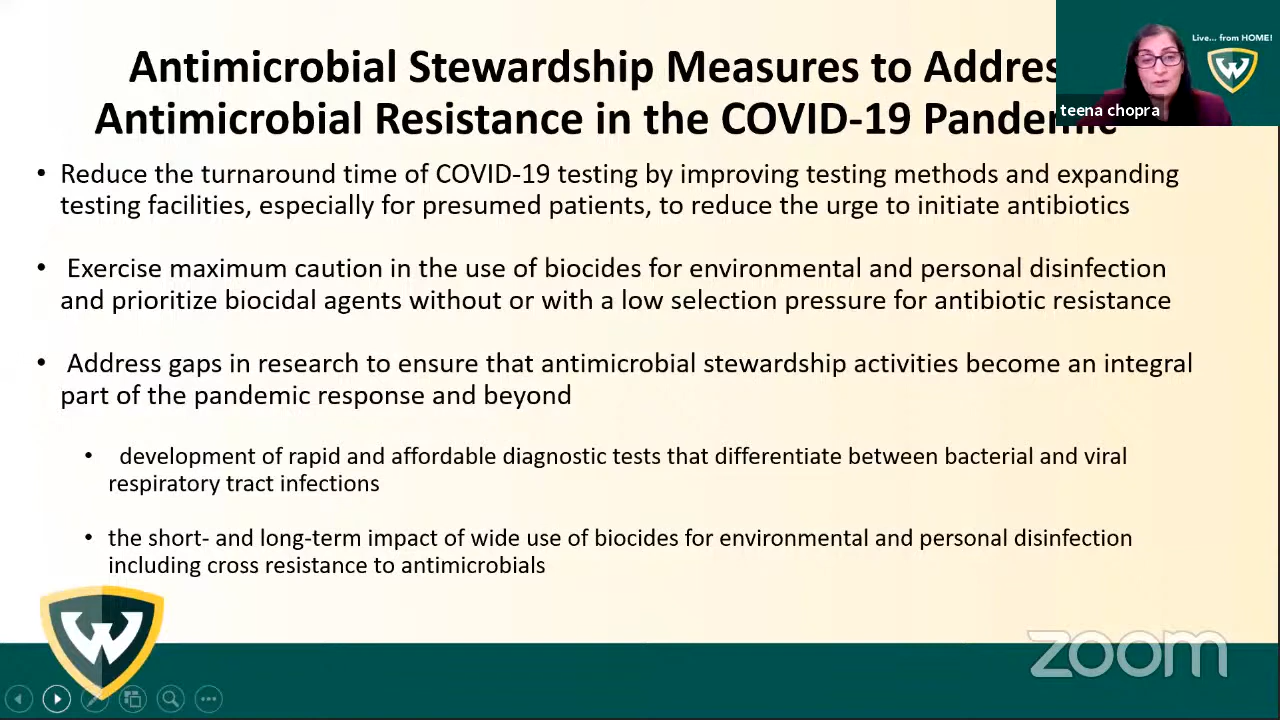 Antimicrobial Stewardship Measures to Addres
Antimicrobial Resistance in the COVID-19 Pandemic
Live... from HOME!
W
teena chopra
• Reduce the turnaround time of COVID-19 testing by improving testing methods and expanding
testing facilities, especially for presumed patients, to reduce the urge to initiate antibiotics
• Exercise maximum caution in the use of biocides for environmental and personal disinfection
and prioritize biocidal agents without or with a low selection pressure for antibiotic resistance
• Address gaps in research to ensure that antimicrobial stewardship activities become an integral
part of the pandemic response and beyond
• development of rapid and affordable diagnostic tests that differentiate between bacterial and viral
respiratory tract infections
• the short- and long-term impact of wide use of biocides for environmental and personal disinfection
including cross resistance to antimicrobials
W
zoom